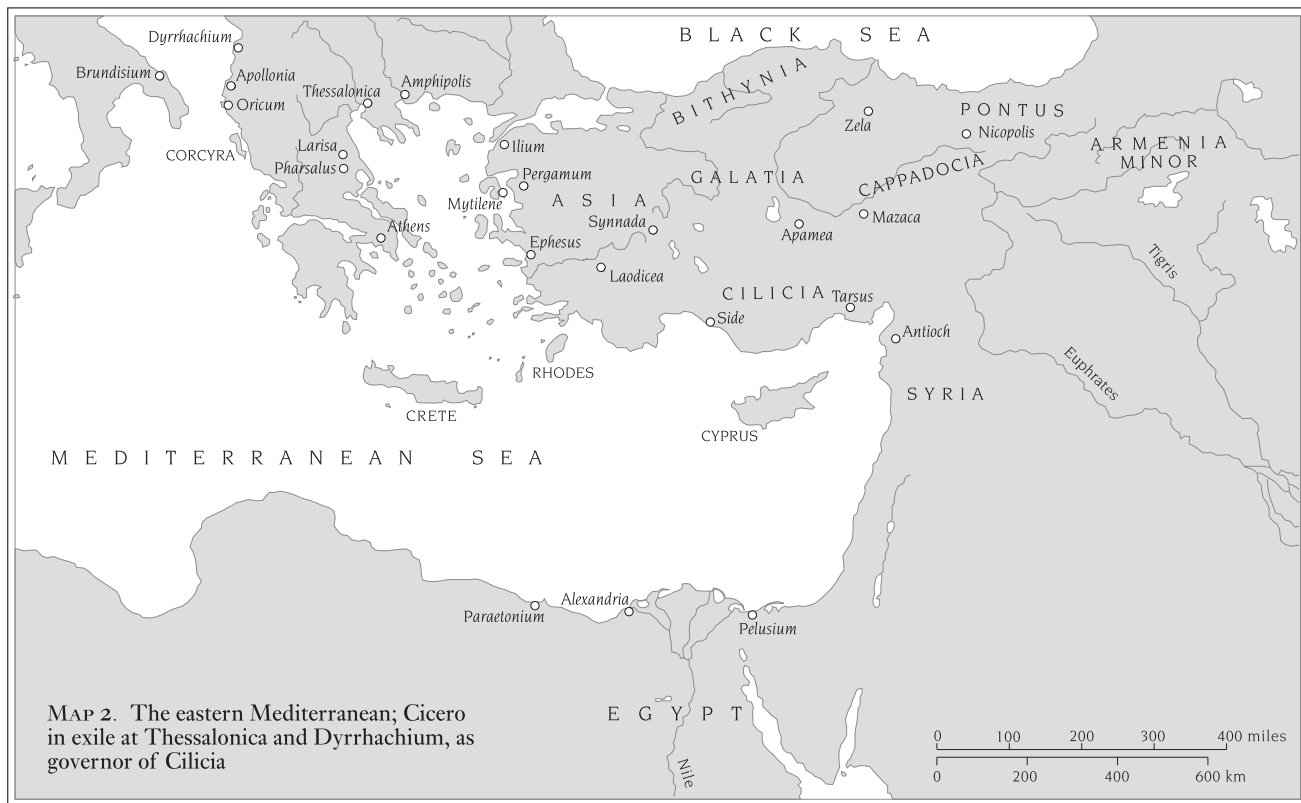 BLACK SEA
Dyrrhachium
Brundisium
Apollonia
Oricum
Thessalonica
Amphipolis
BITHYNIA
Zela
PONTUS
Nicopolis
ARMENIA
MINOR
CORCYRA
Larisa
Pharsalus
Ilium
Pergamum
Mytilene
ASIA
GALATIA
CAPPADOCIA
Synnada
Apamea
Mazaca
Athens
Ephesus
Laodicea
Tigris
CILICIA
Tarsus
Side
Antioch
Euphrates
RHODES
CRETE
CYPRUS
SYRIA
MEDITERRANEAN SEA
Paraetonium
Alexandria
Pelusium
EGYPT
Nile
MAP 2. The eastern Mediterranean; Cicero
in exile at Thessalonica and Dyrrhachium, as
governor of Cilicia
0 100 200 300 400 miles
0 200 400 600 km